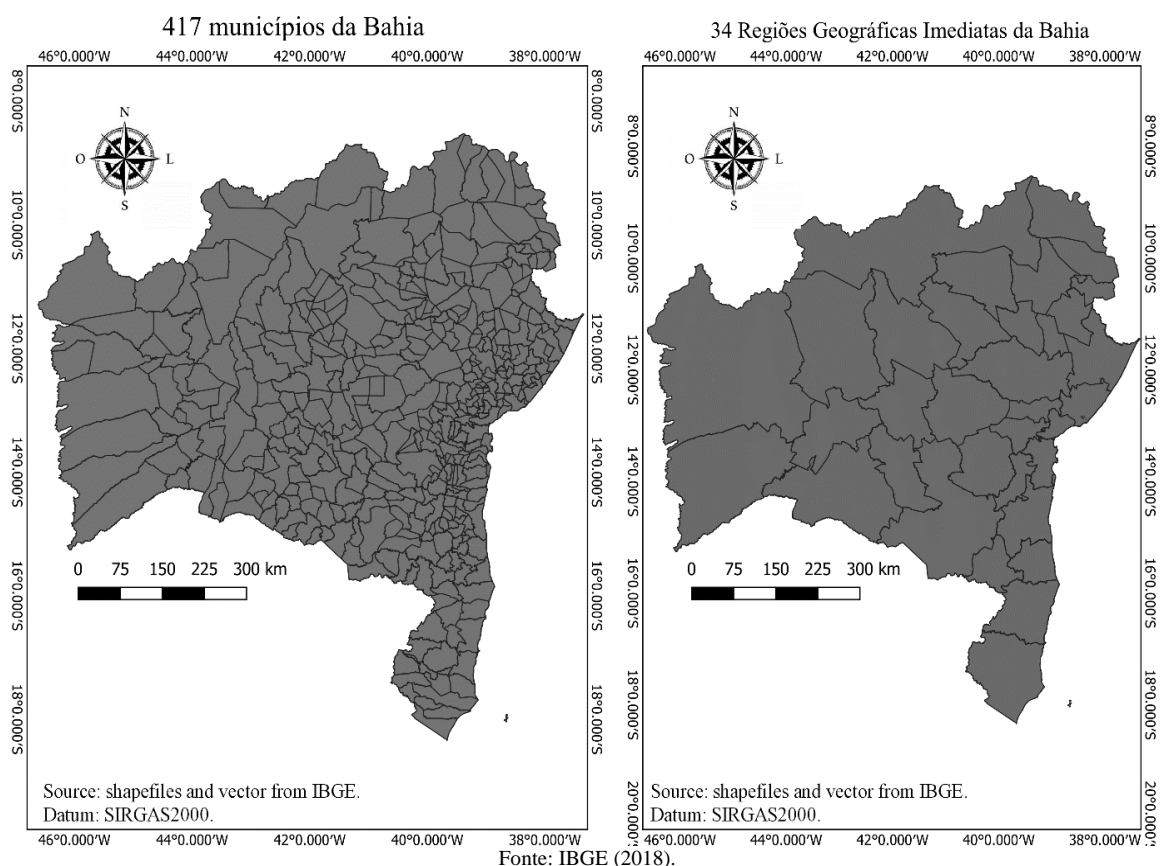 417 municípios da Bahia
46°0.000'W 44°0.000'W 42°0.000'W 40°0.000'W 38°0.000'W
8°0.000'S
8°0.000'S
N
O
L
S
10°0.000'S
10°0.000'S
12°0.000'S
12°0.000'S
14°0.000'S
14°0.000'S
0 75 150 225 300 km
16°0.000'S
16°0.000'S
18°0.000'S
18°0.000'S
Source: shapefiles and vector from IBGE.
Datum: SIRGAS2000.
46°0.000'W 44°0.000'W 42°0.000'W 40°0.000'W 38°0.000'W
34 Regiões Geográficas Imediatas da Bahia
46°0.000'W 44°0.000'W 42°0.000'W 40°0.000'W 38°0.000'W
8°0.000'S
8°0.000'S
N
O
L
S
10°0.000'S
10°0.000'S
12°0.000'S
12°0.000'S
14°0.000'S
14°0.000'S
0 75 150 225 300 km
16°0.000'S
16°0.000'S
18°0.000'S
18°0.000'S
20°0.000'S
20°0.000'S
Source: shapefiles and vector from IBGE.
Datum: SIRGAS2000.
46°0.000'W 44°0.000'W 42°0.000'W 40°0.000'W 38°0.000'W
Fonte: IBGE (2018).